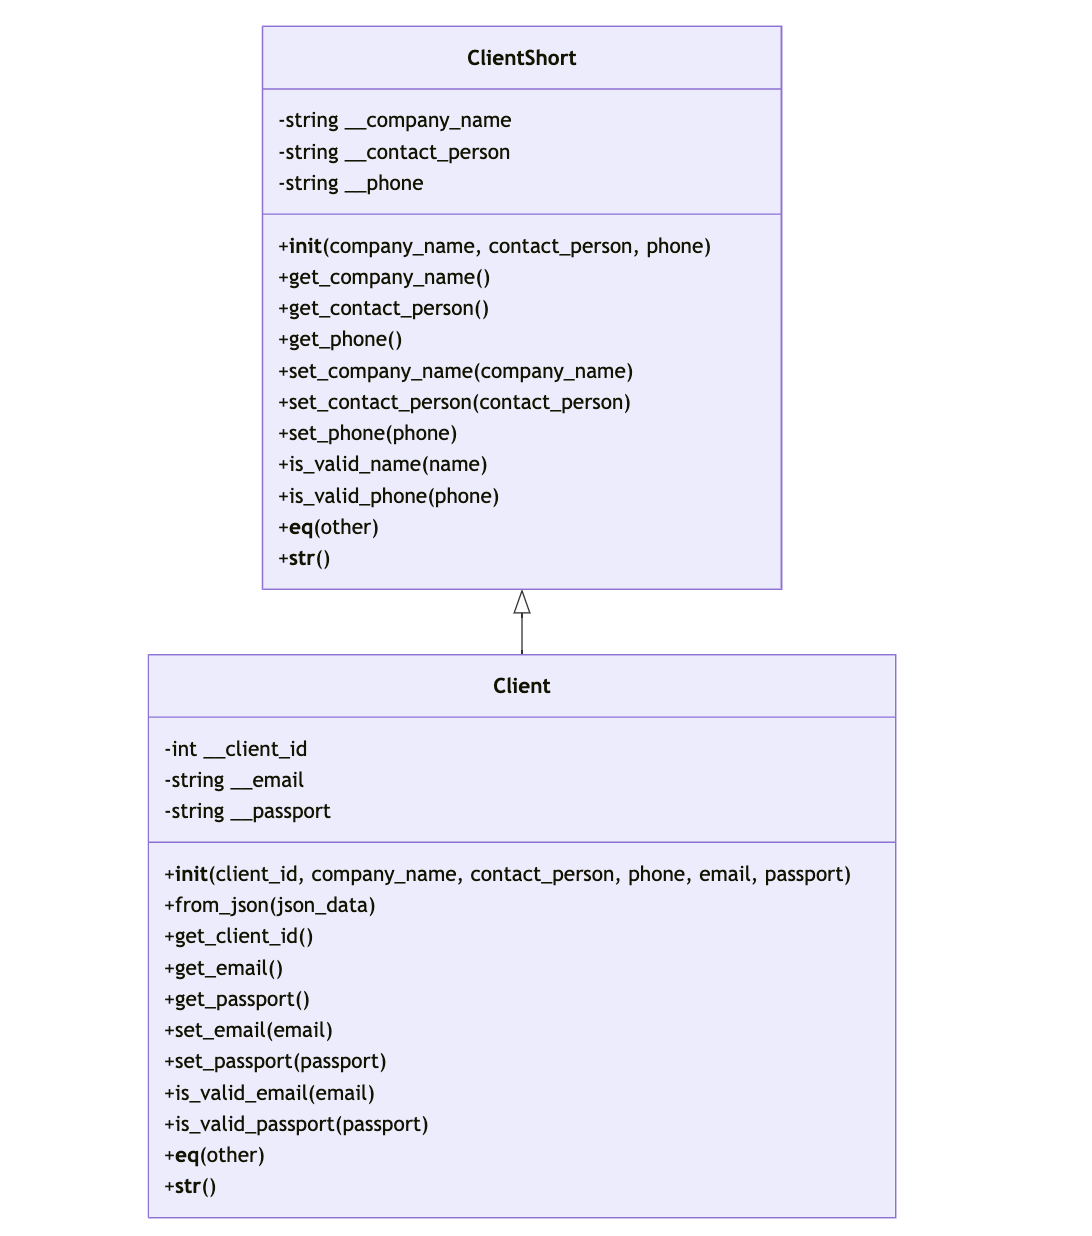 ClientShort
-string __company_name
-string __contact_person
-string __phone
+init(company_name, contact_person, phone)
+get_company_name()
+get_contact_person()
+get_phone()
+set_company_name(company_name)
+set_contact_person(contact_person)
+set_phone(phone)
+is_valid_name(name)
+is_valid_phone(phone)
+eq(other)
+str()
Client
-int __client_id
-string __email
-string __passport
+init(client_id, company_name, contact_person, phone, email, passport)
+from_json(json_data)
+get_client_id()
+get_email()
+get_passport()
+set_email(email)
+set_passport(passport)
+is_valid_email(email)
+is_valid_passport(passport)
+eq(other)
+str()